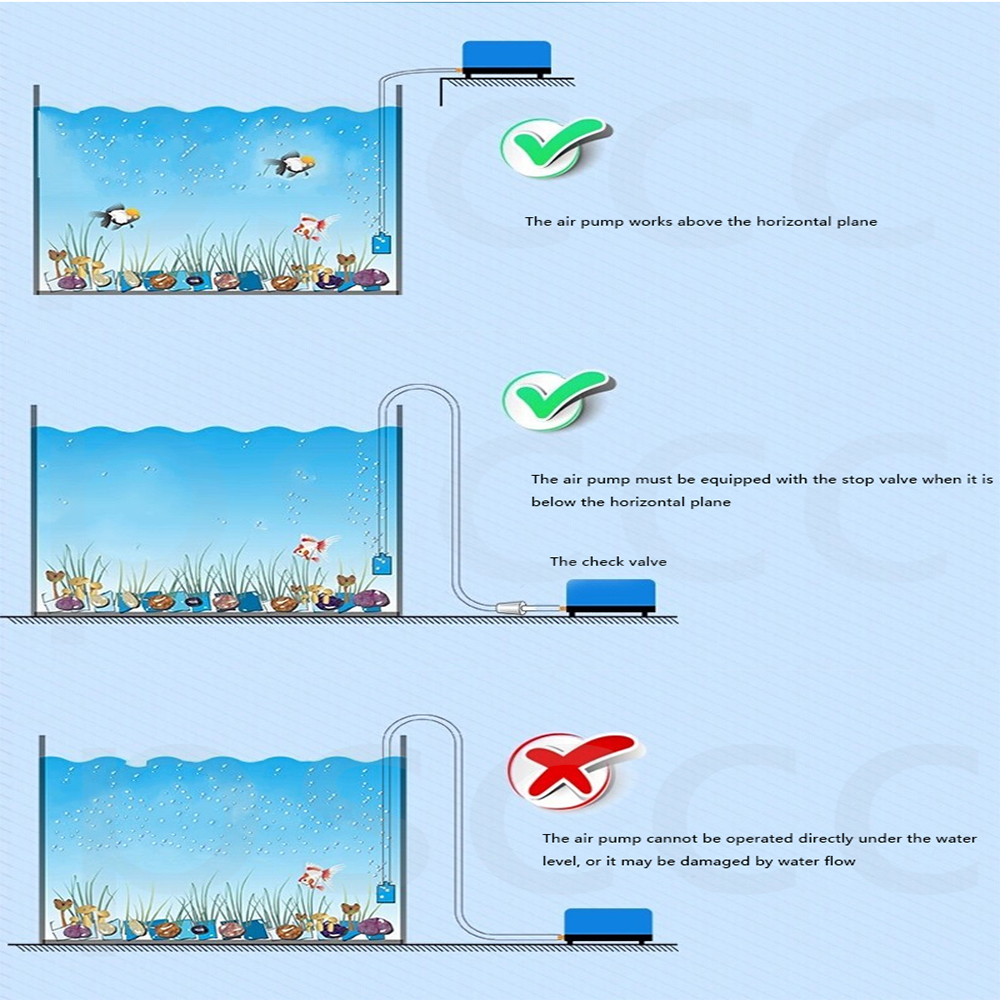 The air pump works above the horizontal plane
The air pump must be equipped with the stop valve when it is
below the horizontal plane
The check valve
The air pump cannot be operated directly under the water
level, or it may be damaged by water flow